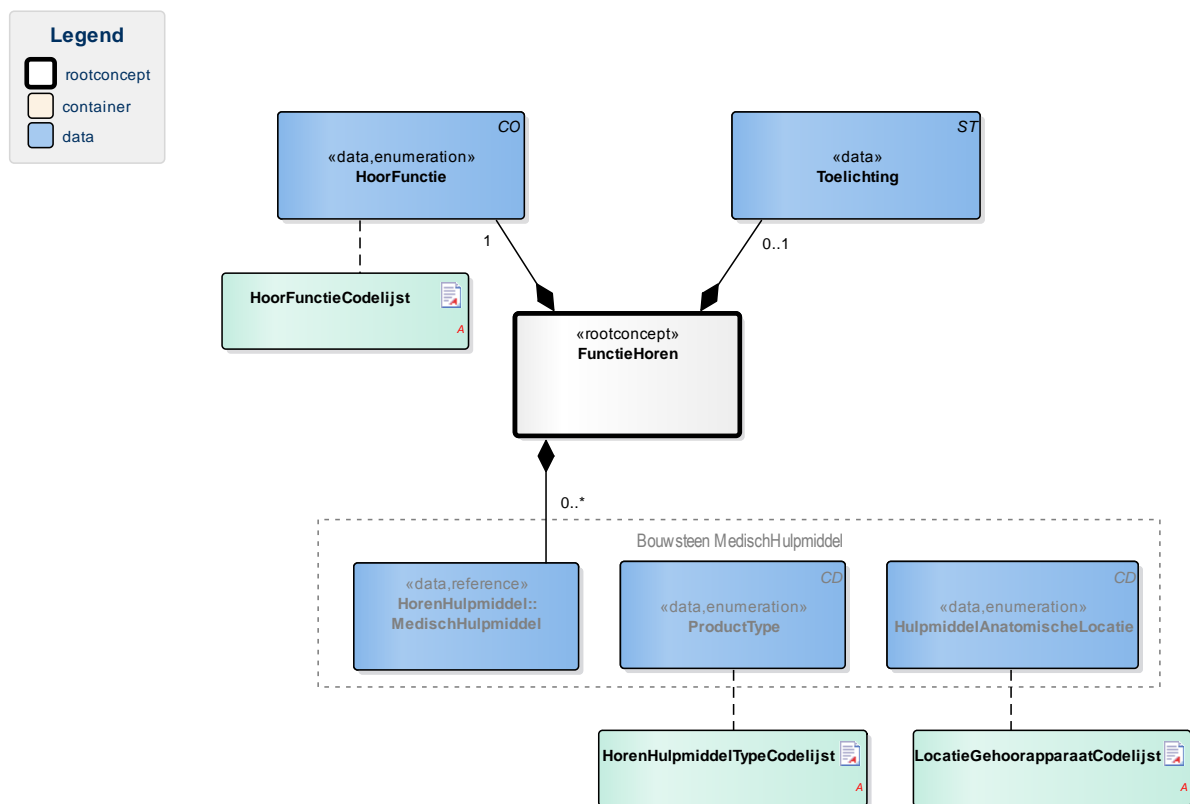 Legend
rootconcept
container
data
CO
«data,enumeration»
HoorFunctie
ST
«data»
Toelichting
1
0..1
HoorFunctieCodelijst
A
«rootconcept»
FunctieHoren
0..*
Bouwsteen MedischHulpmiddel
«data,reference»
HorenHulpmiddel::
MedischHulpmiddel
CD
«data,enumeration»
ProductType
CD
«data,enumeration»
HulpmiddelAnatomischeLocatie
HorenHulpmiddelTypeCodelijst
A
LocatieGehoorapparaatCodelijst
A